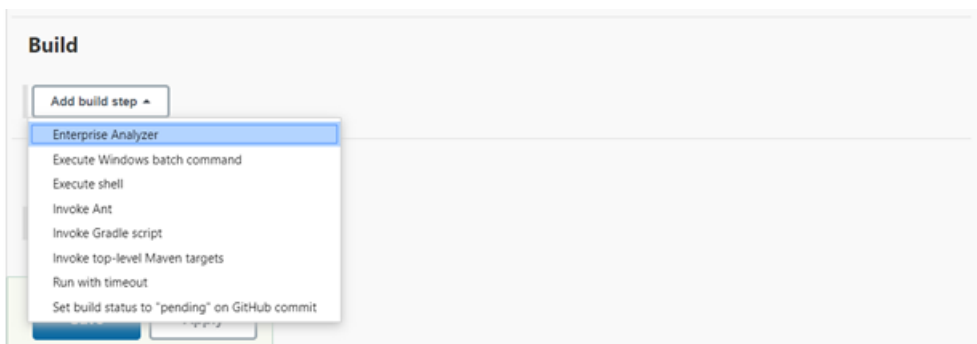 Build
Add build step
Enterprise Analyzer
Execute Windows batch command
Execute shell
Invoke Ant
Invoke Gradle script
Invoke top-level Maven targets
Run with timeout
Set build status to "pending" on GitHub commit